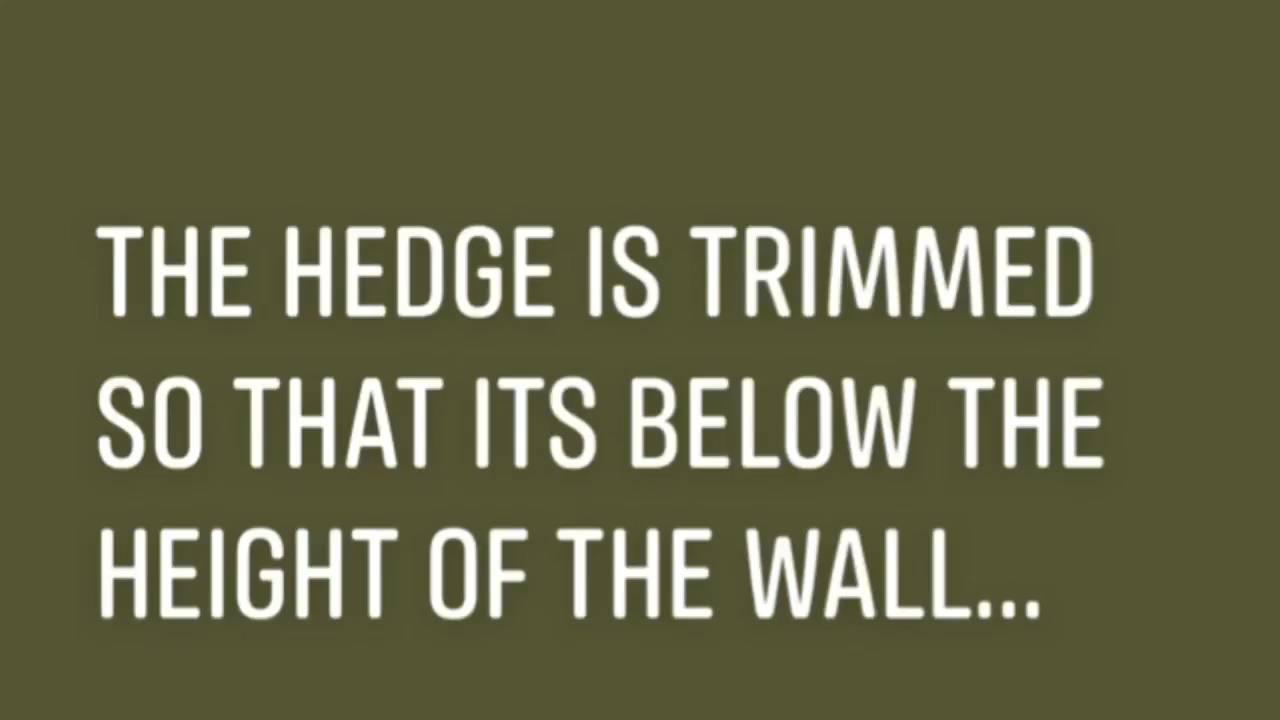 THE HEDGE IS TRIMMED
SO THAT ITS BELOW THE
HEIGHT OF THE WALL...